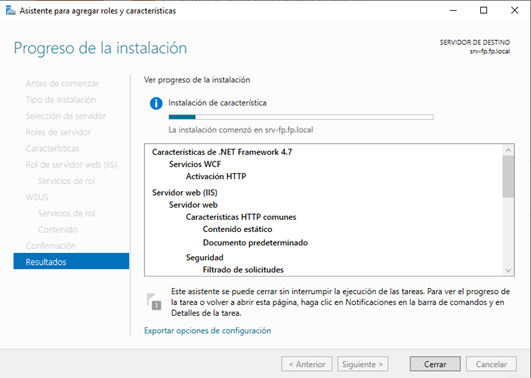 Asistente para agregar roles y características
Progreso de la instalación
SERVIDOR DE DESTINO
srv-fp.fp.local
Antes de comenzar
Tipo de instalación
Selección de servidor
Roles de servidor
Características
Rol de servidor web (IIS)
Servicios de rol
WSUS
Servicios de rol
Contenido
Confirmación
Resultados
Ver progreso de la instalación
Instalación de característica
La instalación comenzó en srv-fp.fp.local
Características de .NET Framework 4.7
Servicios WCF
Activación HTTP
Servidor web (IIS)
Servidor web
Características HTTP comunes
Contenido estático
Documento predeterminado
Seguridad
Filtrado de solicitudes
1
Este asistente se puede cerrar sin interrumpir la ejecución de las tareas. Para ver el progreso de
la tarea o volver a abrir esta página, haga clic en Notificaciones en la barra de comandos y en
Detalles de la tarea.
Exportar opciones de configuración
< Anterior
Siguiente >
Cerrar
Cancelar